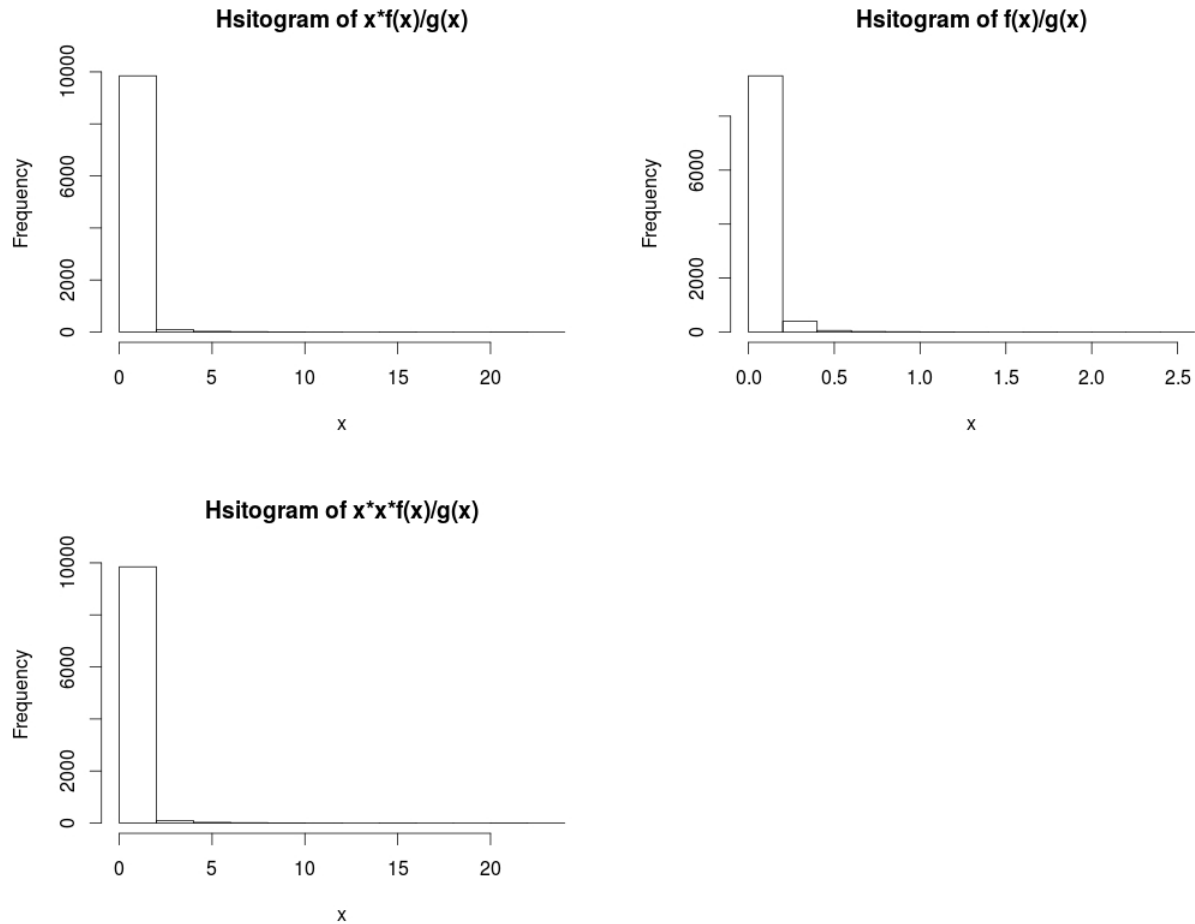 Hsitogram of x*f(x)/g(x)
Frequency
10000
6000
2000
0
0 5 10 15 20
x
Hsitogram of f(x)/g(x)
Frequency
6000
2000
0
0.0 0.5 1.0 1.5 2.0 2.5
x
Hsitogram of x*x*f(x)/g(x)
Frequency
10000
6000
2000
0
0 5 10 15 20
x